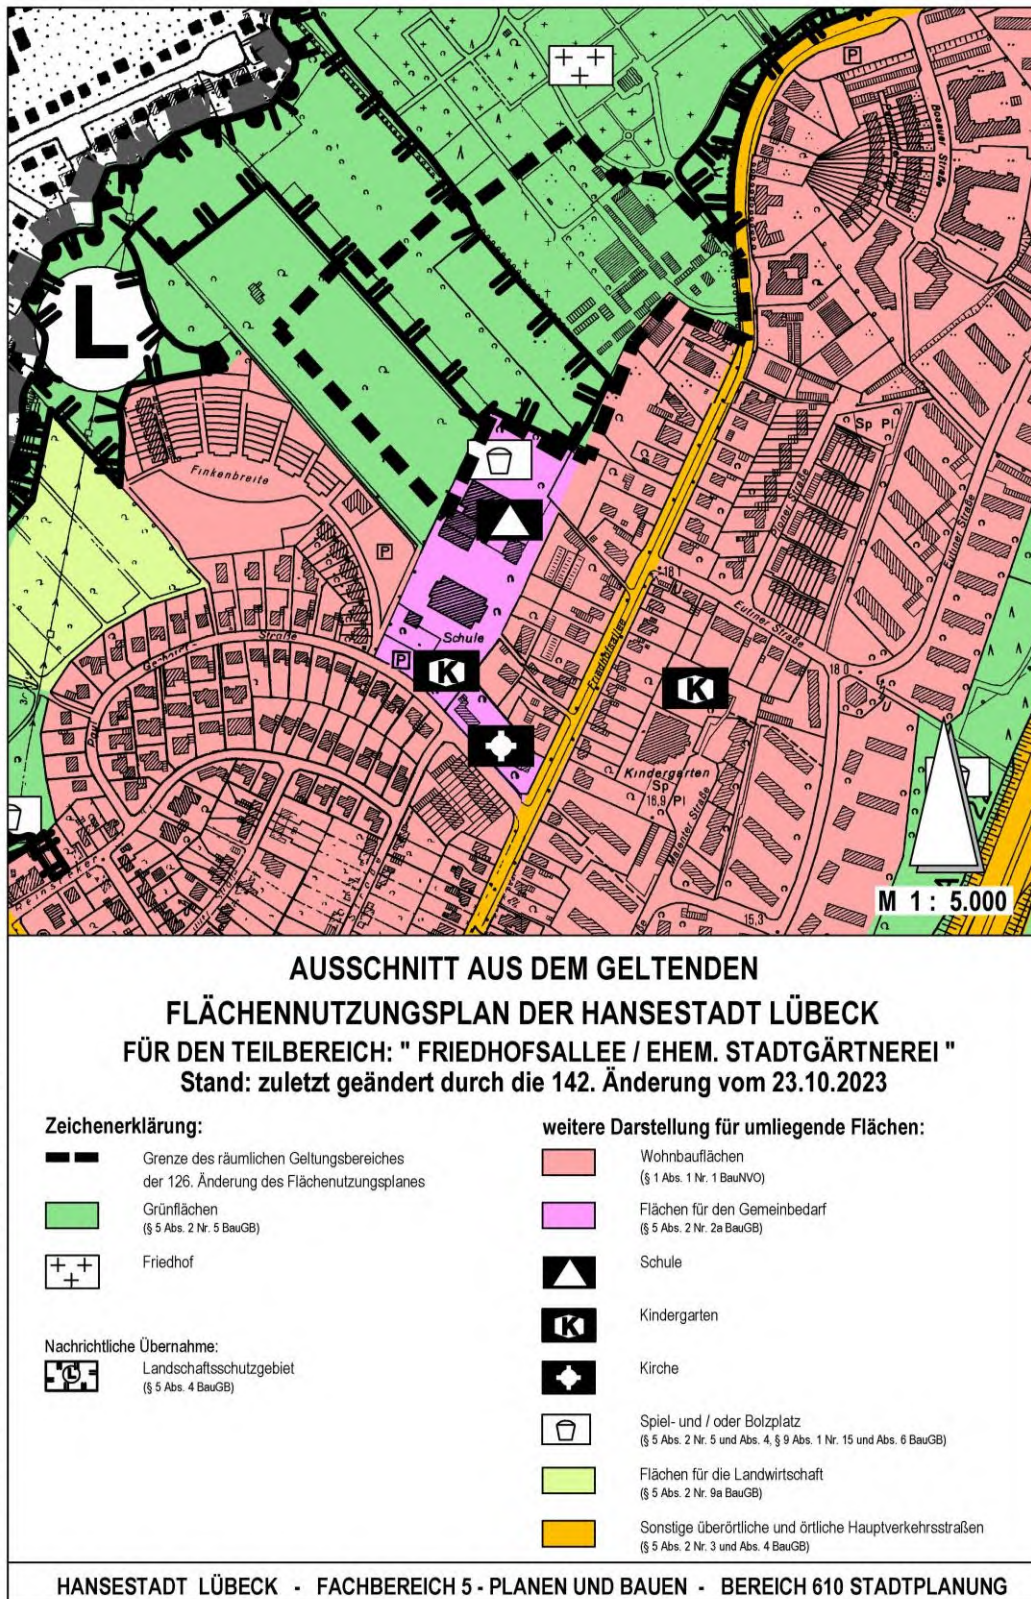 P
Bosauer Straße
L
Sp Pl
Finkenbreite
P
Eutiner Straße
Eutiner Straße
Friedhofsallee
Schule
P
K
K
18,0
Straße
Gerhardt
Paul
Kindergarten
Sp
16,9 Pl
Malenter Straße
15,3
M 1 : 5.000
AUSSCHNITT AUS DEM GELTENDEN
FLÄCHENNUTZUNGSPLAN DER HANSESTADT LÜBECK
FÜR DEN TEILBEREICH: " FRIEDHOFSALLEE / EHEM. STADTGÄRTNEREI "
Stand: zuletzt geändert durch die 142. Änderung vom 23.10.2023
Zeichenerklärung:
Grenze des räumlichen Geltungsbereiches
der 126. Änderung des Flächenutzungsplanes
Grünflächen
(§ 5 Abs. 2 Nr. 5 BauGB)
Friedhof
Nachrichtliche Übernahme:
L
Landschaftsschutzgebiet
(§ 5 Abs. 4 BauGB)
weitere Darstellung für umliegende Flächen:
Wohnbauflächen
(§ 1 Abs. 1 Nr. 1 BauNVO)
Flächen für den Gemeinbedarf
(§ 5 Abs. 2 Nr. 2a BauGB)
Schule
K
Kindergarten
Kirche
Spiel- und / oder Bolzplatz
(§ 5 Abs. 2 Nr. 5 und Abs. 4, § 9 Abs. 1 Nr. 15 und Abs. 6 BauGB)
Flächen für die Landwirtschaft
(§ 5 Abs. 2 Nr. 9a BauGB)
Sonstige überörtliche und örtliche Hauptverkehrsstraßen
(§ 5 Abs. 2 Nr. 3 und Abs. 4 BauGB)
HANSESTADT LÜBECK - FACHBEREICH 5 - PLANEN UND BAUEN - BEREICH 610 STADTPLANUNG